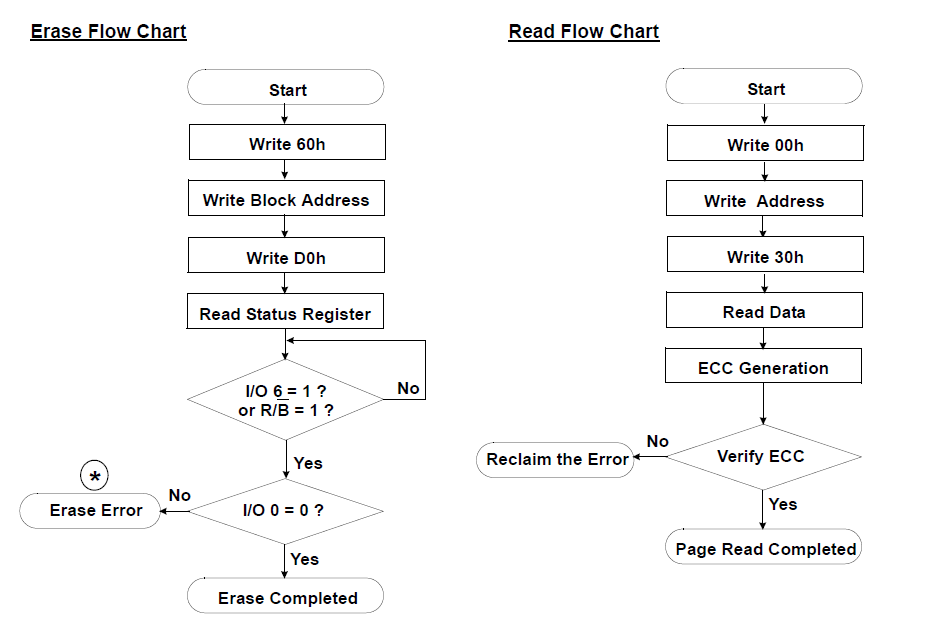 Erase Flow Chart
Start
Write 60h
Write Block Address
Write D0h
Read Status Register
I/O 6 = 1 ?
or R/B̅ = 1 ?
No
Yes
*
No
Erase Error
I/O 0 = 0 ?
Yes
Erase Completed
Read Flow Chart
Start
Write 00h
Write Address
Write 30h
Read Data
ECC Generation
No
Reclaim the Error
Verify ECC
Yes
Page Read Completed